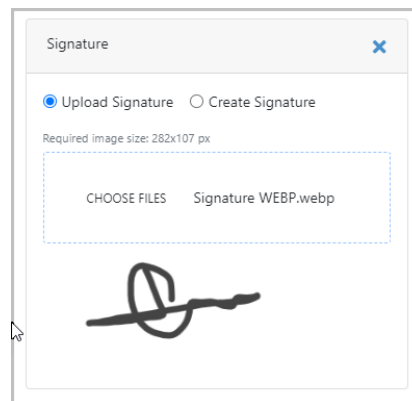 Signature
Upload Signature Create Signature
Required image size: 282x107 px
CHOOSE FILES Signature WEBP.webp